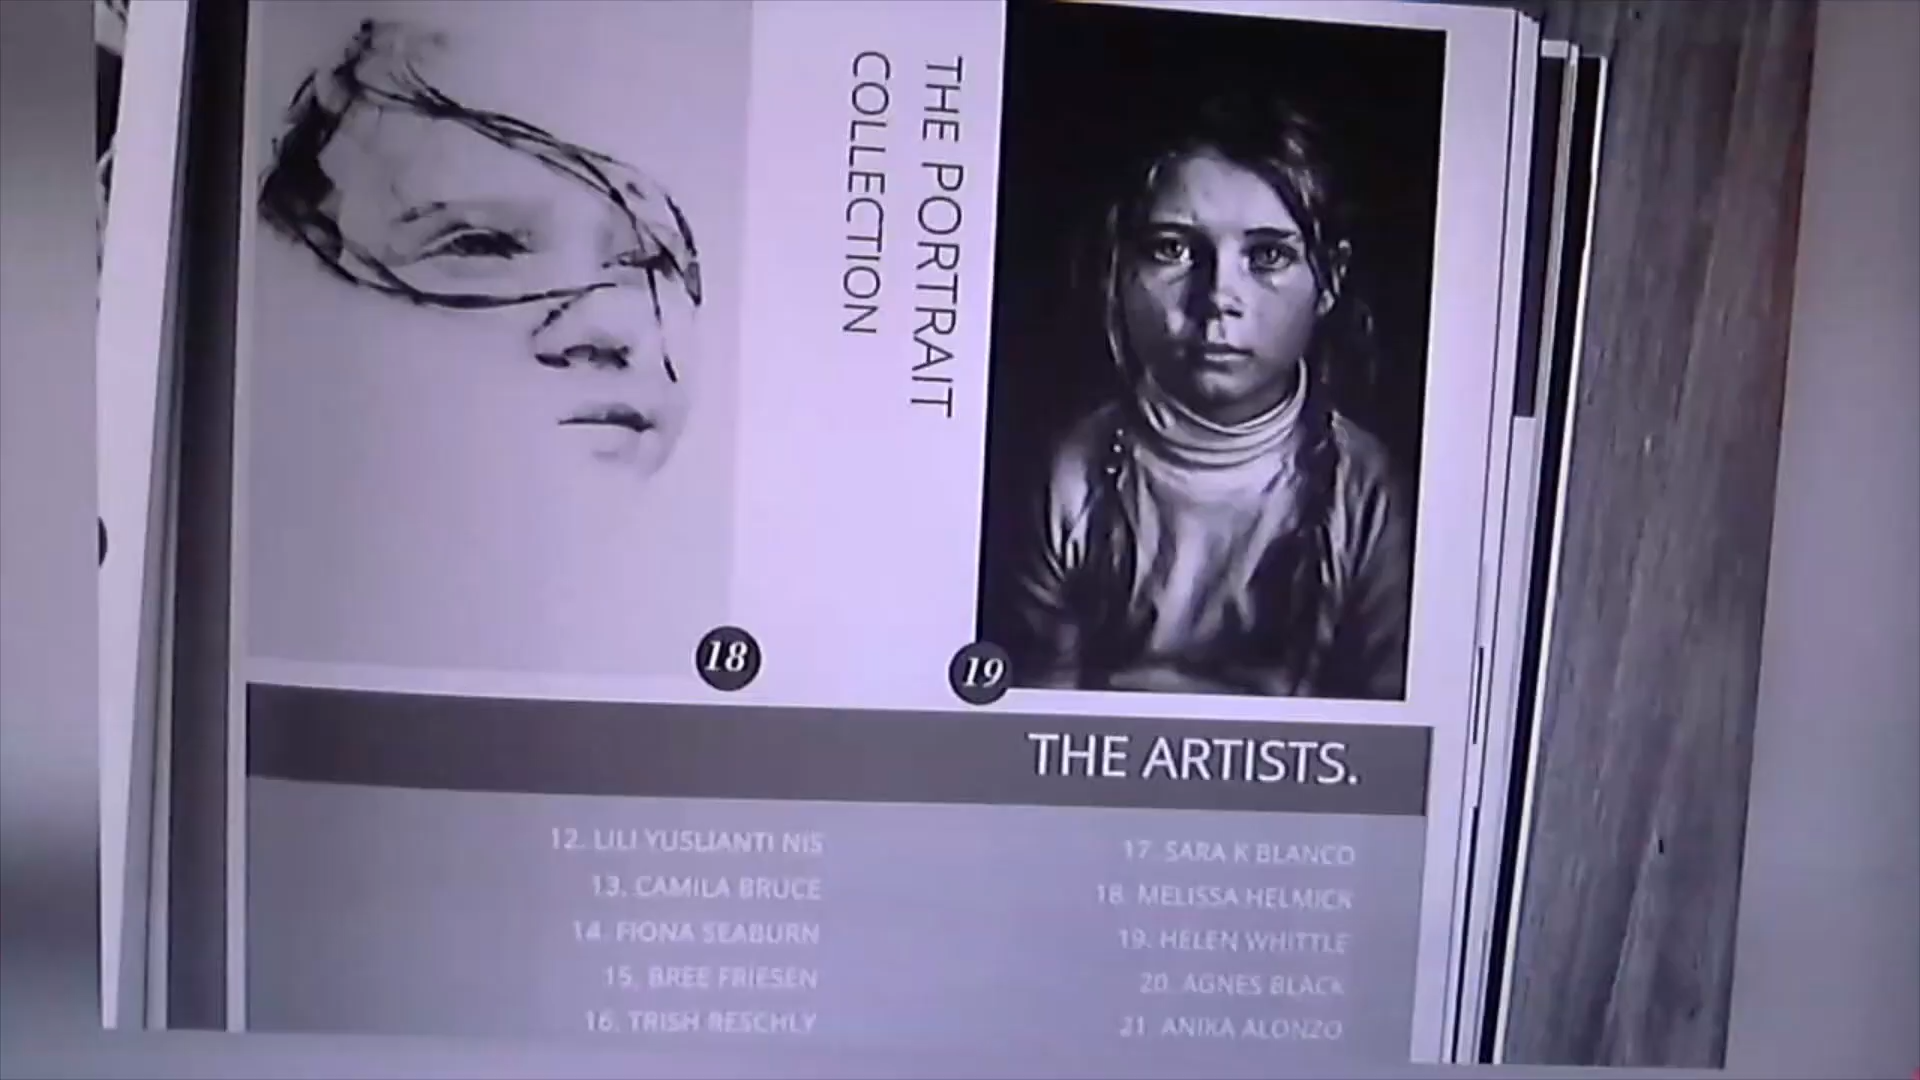 THE PORTRAIT
COLLECTION
18
19
THE ARTISTS.
12. LILI YUSLIANTI NIS
13. CAMILA BRUCE
14. FIONA SEABURN
15. BREE FRIESEN
16. TRISH RESCHLY
17. SARA K BLANCO
18. MELISSA HELMICK
19. HELEN WHITTLE
20. AGNES BLACK
21. ANIKA ALONZO